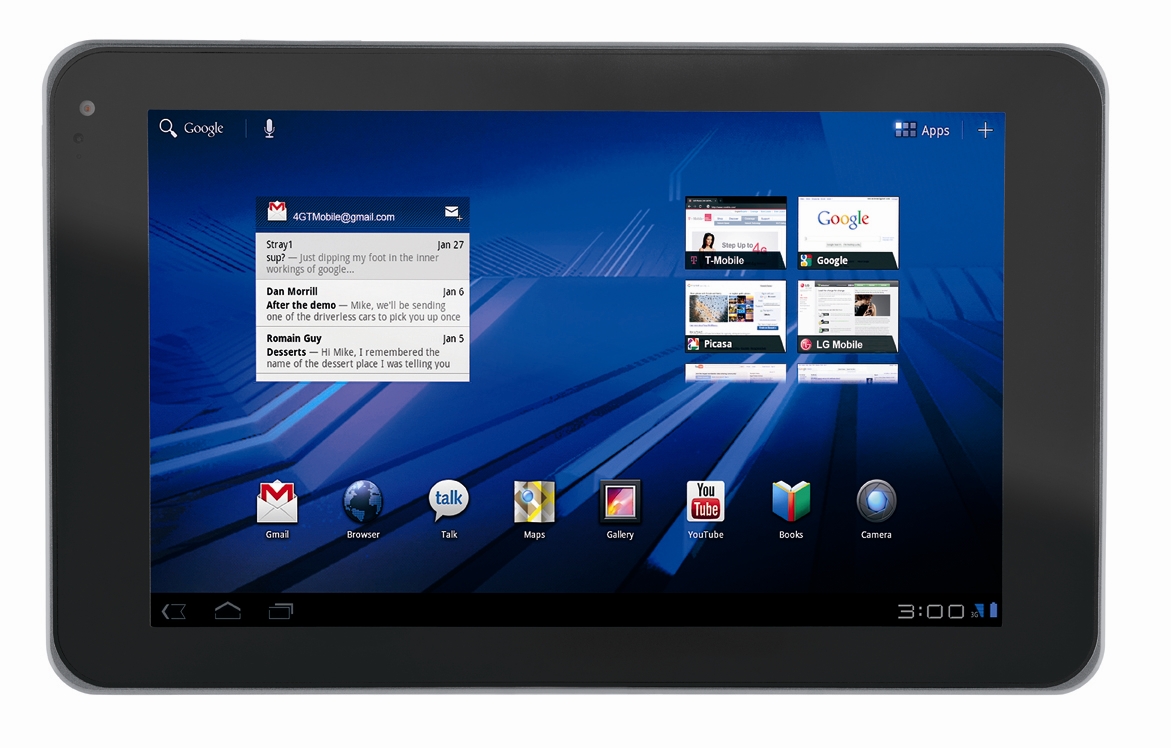 Google
Apps
4GTMobile@gmail.com
Stray1 Jan 27
sup? — Just dipping my foot in the inner
workings of google...
Dan Morrill Jan 6
After the demo — Mike, we'll be sending
one of the driverless cars to pick you up once
Romain Guy Jan 5
Desserts — Hi Mike, I remembered the
name of the dessert place I was telling you
Step Up to 4G
T-Mobile
Google
Google
Picasa
LG Mobile
talk
You
Tube
Gmail
Browser
Talk
Maps
Gallery
YouTube
Books
Camera
3:00
3G